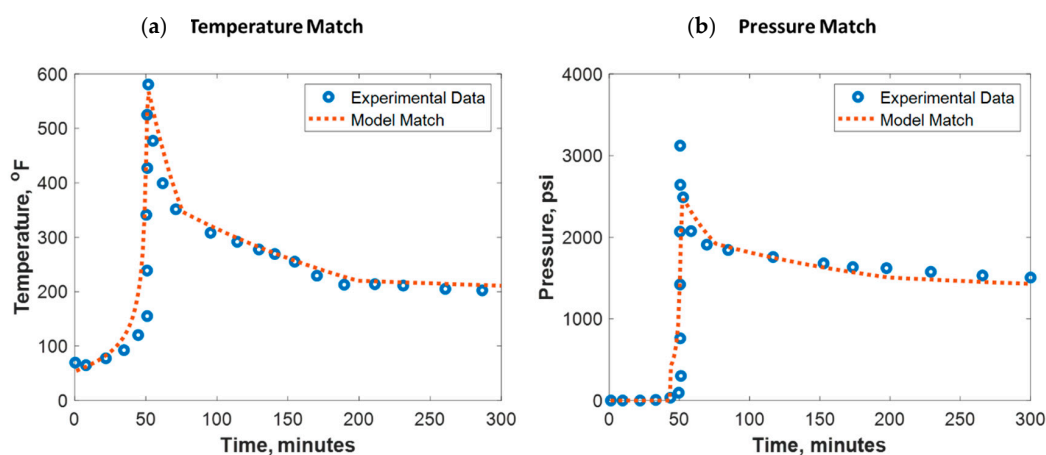 (a) Temperature Match
600
500
400
300
200
100
0
Temperature, °F
0 50 100 150 200 250 300
Time, minutes
Experimental Data
Model Match
(b) Pressure Match
4000
3000
2000
1000
0
Pressure, psi
0 50 100 150 200 250 300
Time, minutes
Experimental Data
Model Match